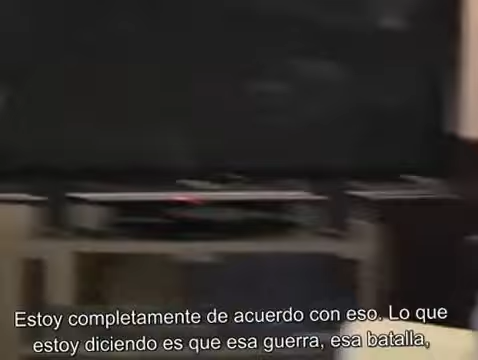 Estoy completamente de acuerdo con eso. Lo que
estoy diciendo es que esa guerra, esa batalla,